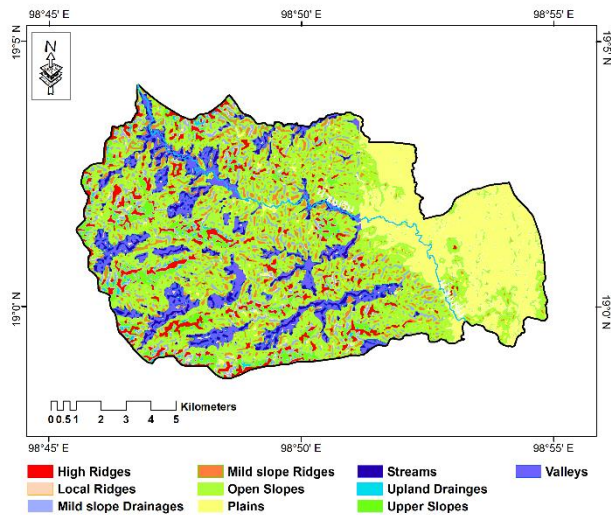 98°45'E 98°50'E 98°55'E
19°5'N 19°5'N
N
19°0'N 19°0'N
Kilometers
0 0.5 1 2 3 4 5
98°45'E 98°50'E 98°55'E
High Ridges Mild slope Ridges Streams Valleys
Local Ridges Open Slopes Upland Drainges
Mild slope Drainages Plains Upper Slopes